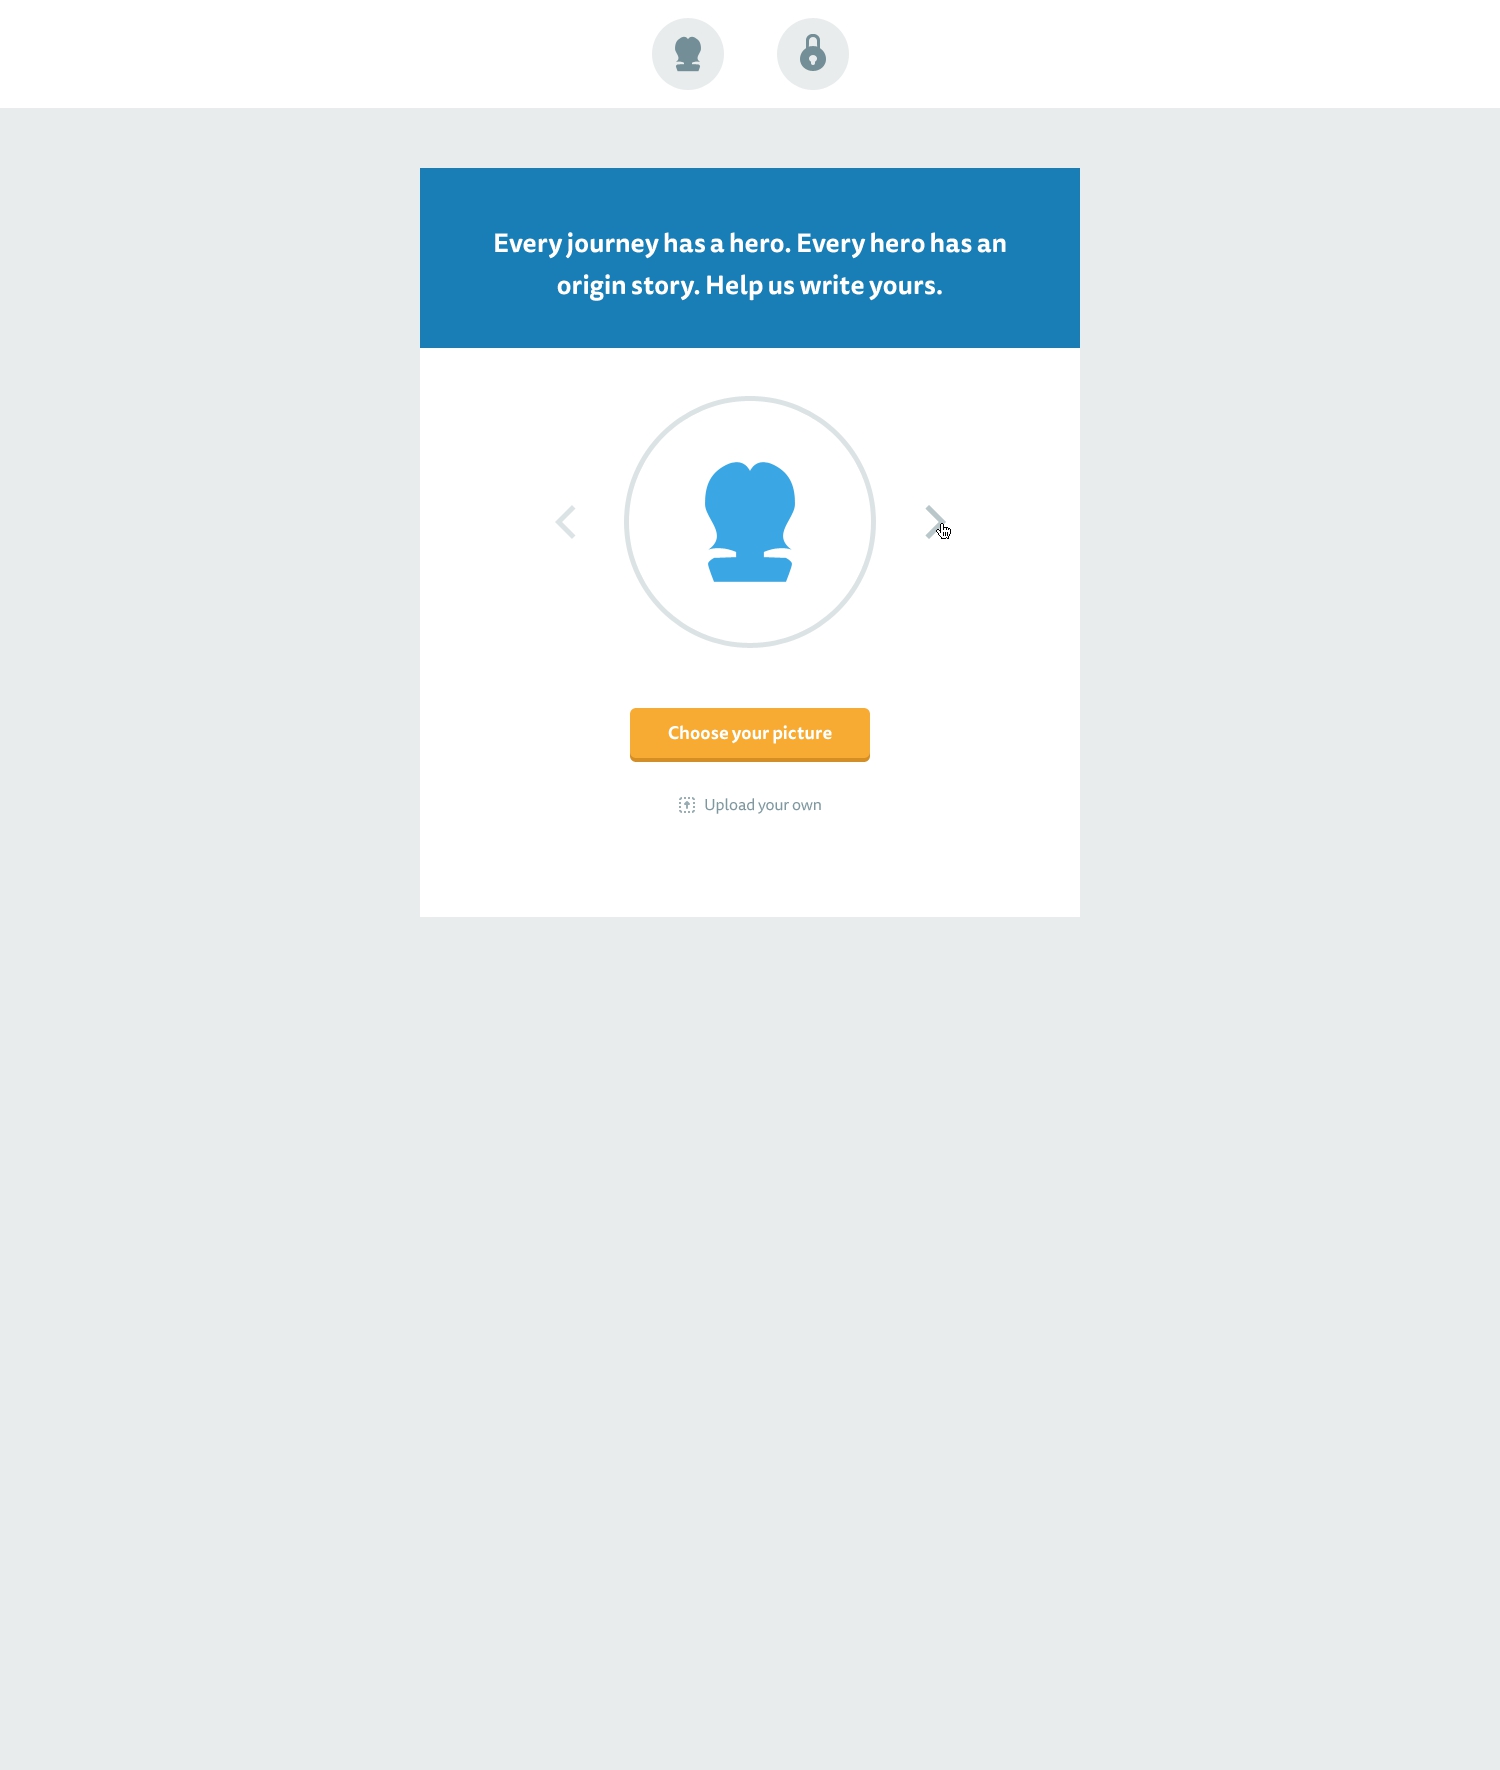 Every journey has a hero. Every hero has an
origin story. Help us write yours.
Choose your picture
Upload your own